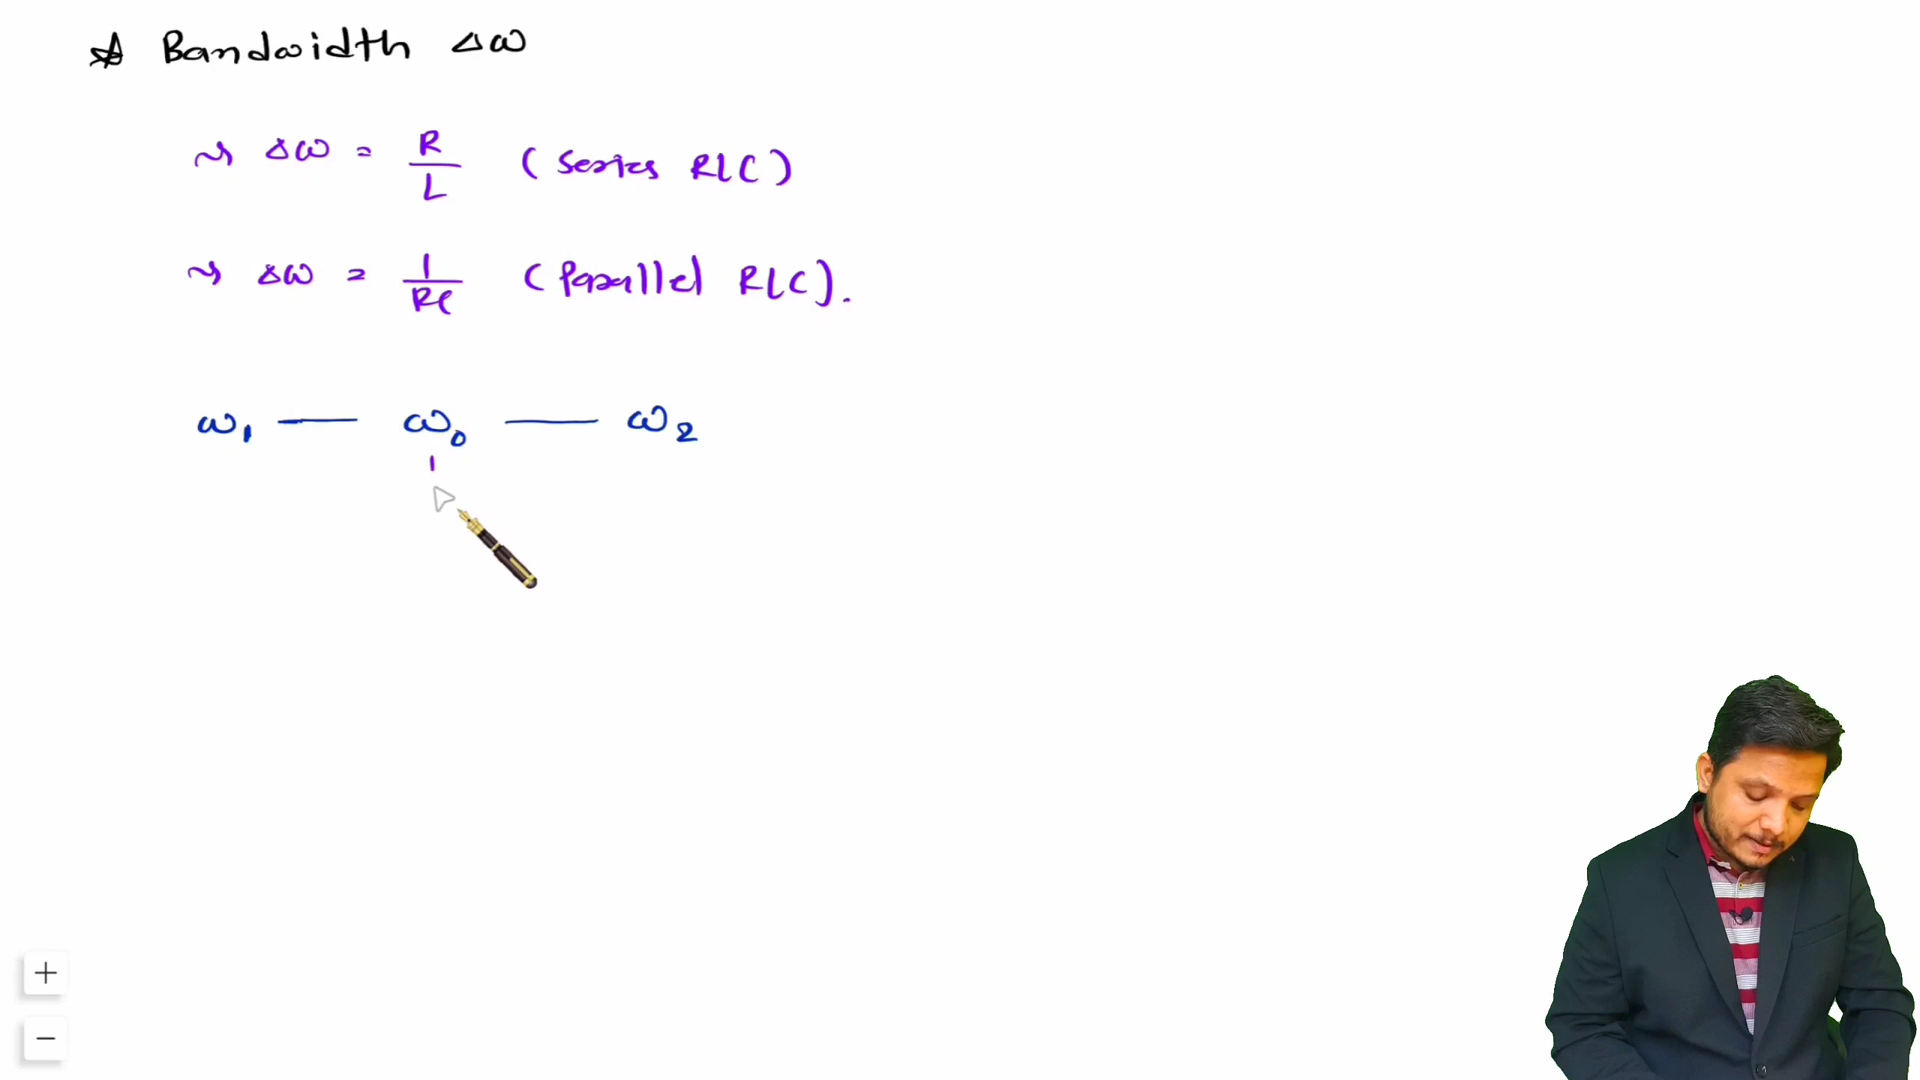 * Bandwidth Δω
~> Δω = R/L (Series RLC)
~> Δω = 1/RC (Parallel RLC).
ω₁ — ω₀ — ω₂